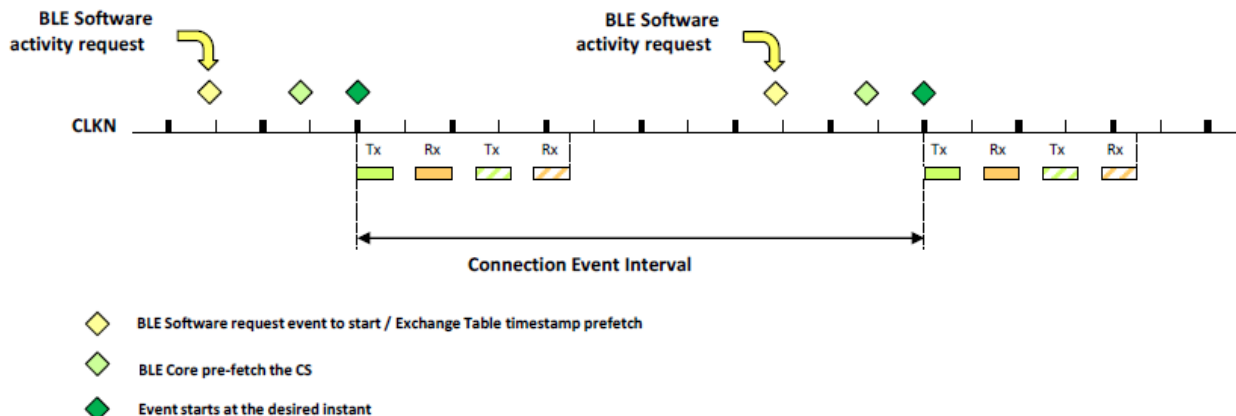 BLE Software
activity request
BLE Software
activity request
CLKN
Tx Rx Tx Rx
Tx Rx Tx Rx
Connection Event Interval
BLE Software request event to start / Exchange Table timestamp prefetch
BLE Core pre-fetch the CS
Event starts at the desired instant